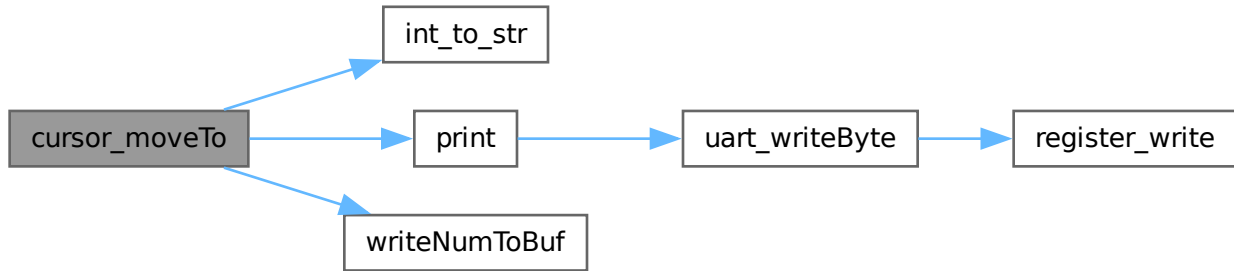 int_to_str
cursor_moveTo
print
uart_writeByte
register_write
writeNumToBuf